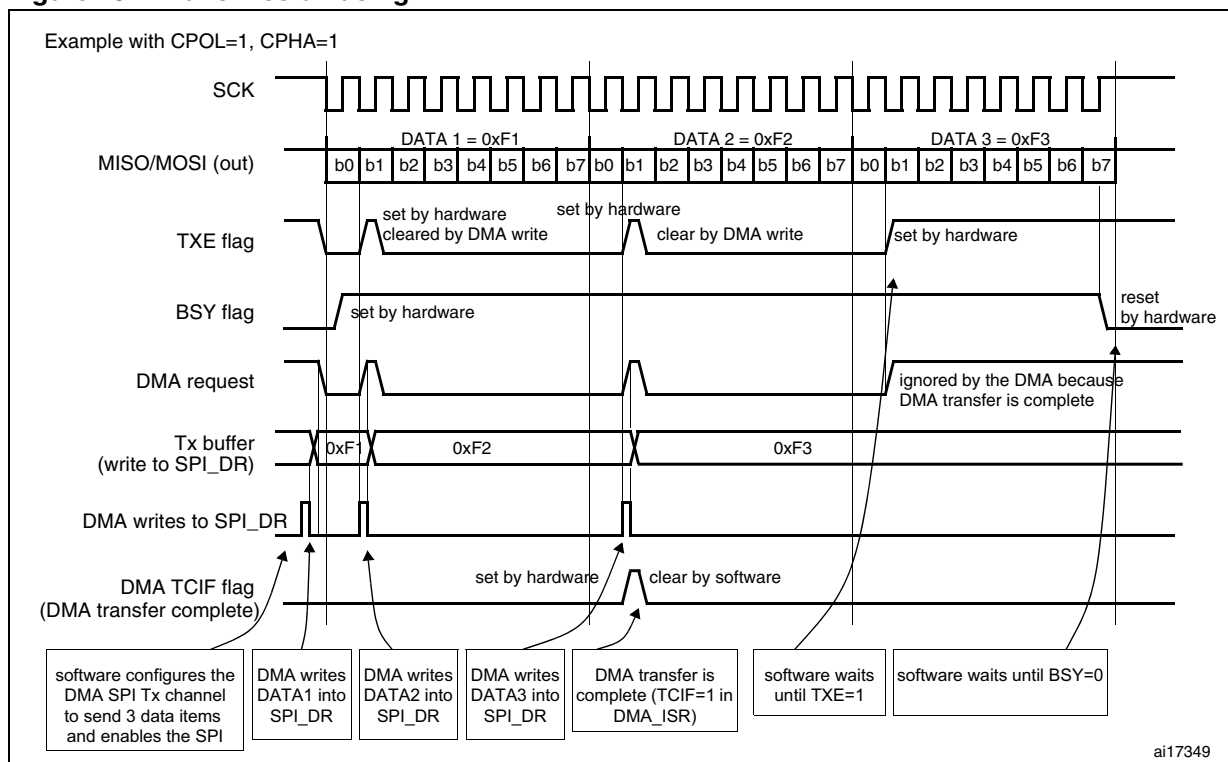 Example with CPOL=1, CPHA=1
SCK
DATA 1 = 0xF1 DATA 2 = 0xF2 DATA 3 = 0xF3
MISO/MOSI (out) b0 b1 b2 b3 b4 b5 b6 b7 b0 b1 b2 b3 b4 b5 b6 b7 b0 b1 b2 b3 b4 b5 b6 b7
set by hardware set by hardware
cleared by DMA write clear by DMA write set by hardware
TXE flag
BSY flag set by hardware
reset
by hardware
DMA request
ignored by the DMA because
DMA transfer is complete
Tx buffer 0xF1 0xF2 0xF3
(write to SPI_DR)
DMA writes to SPI_DR
set by hardware clear by software
DMA TCIF flag
(DMA transfer complete)
software configures the
DMA SPI Tx channel
to send 3 data items
and enables the SPI
DMA writes
DATA1 into
SPI_DR
DMA writes
DATA2 into
SPI_DR
DMA writes
DATA3 into
SPI_DR
DMA transfer is
complete (TCIF=1 in
DMA_ISR)
software waits
until TXE=1
software waits until BSY=0
ai17349